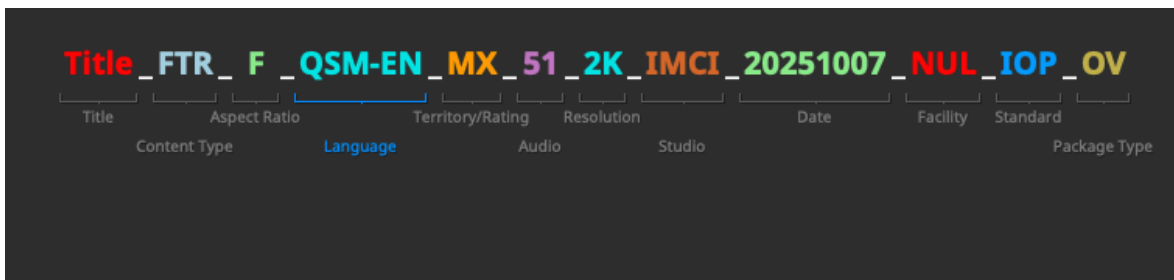 Title_FTR_F_QSM-EN_MX_51_2K_IMCI_20251007_NUL_IOP_OV
Title Aspect Ratio Territory/Rating Resolution Date Facility Standard
Content Type Language Audio Studio Package Type